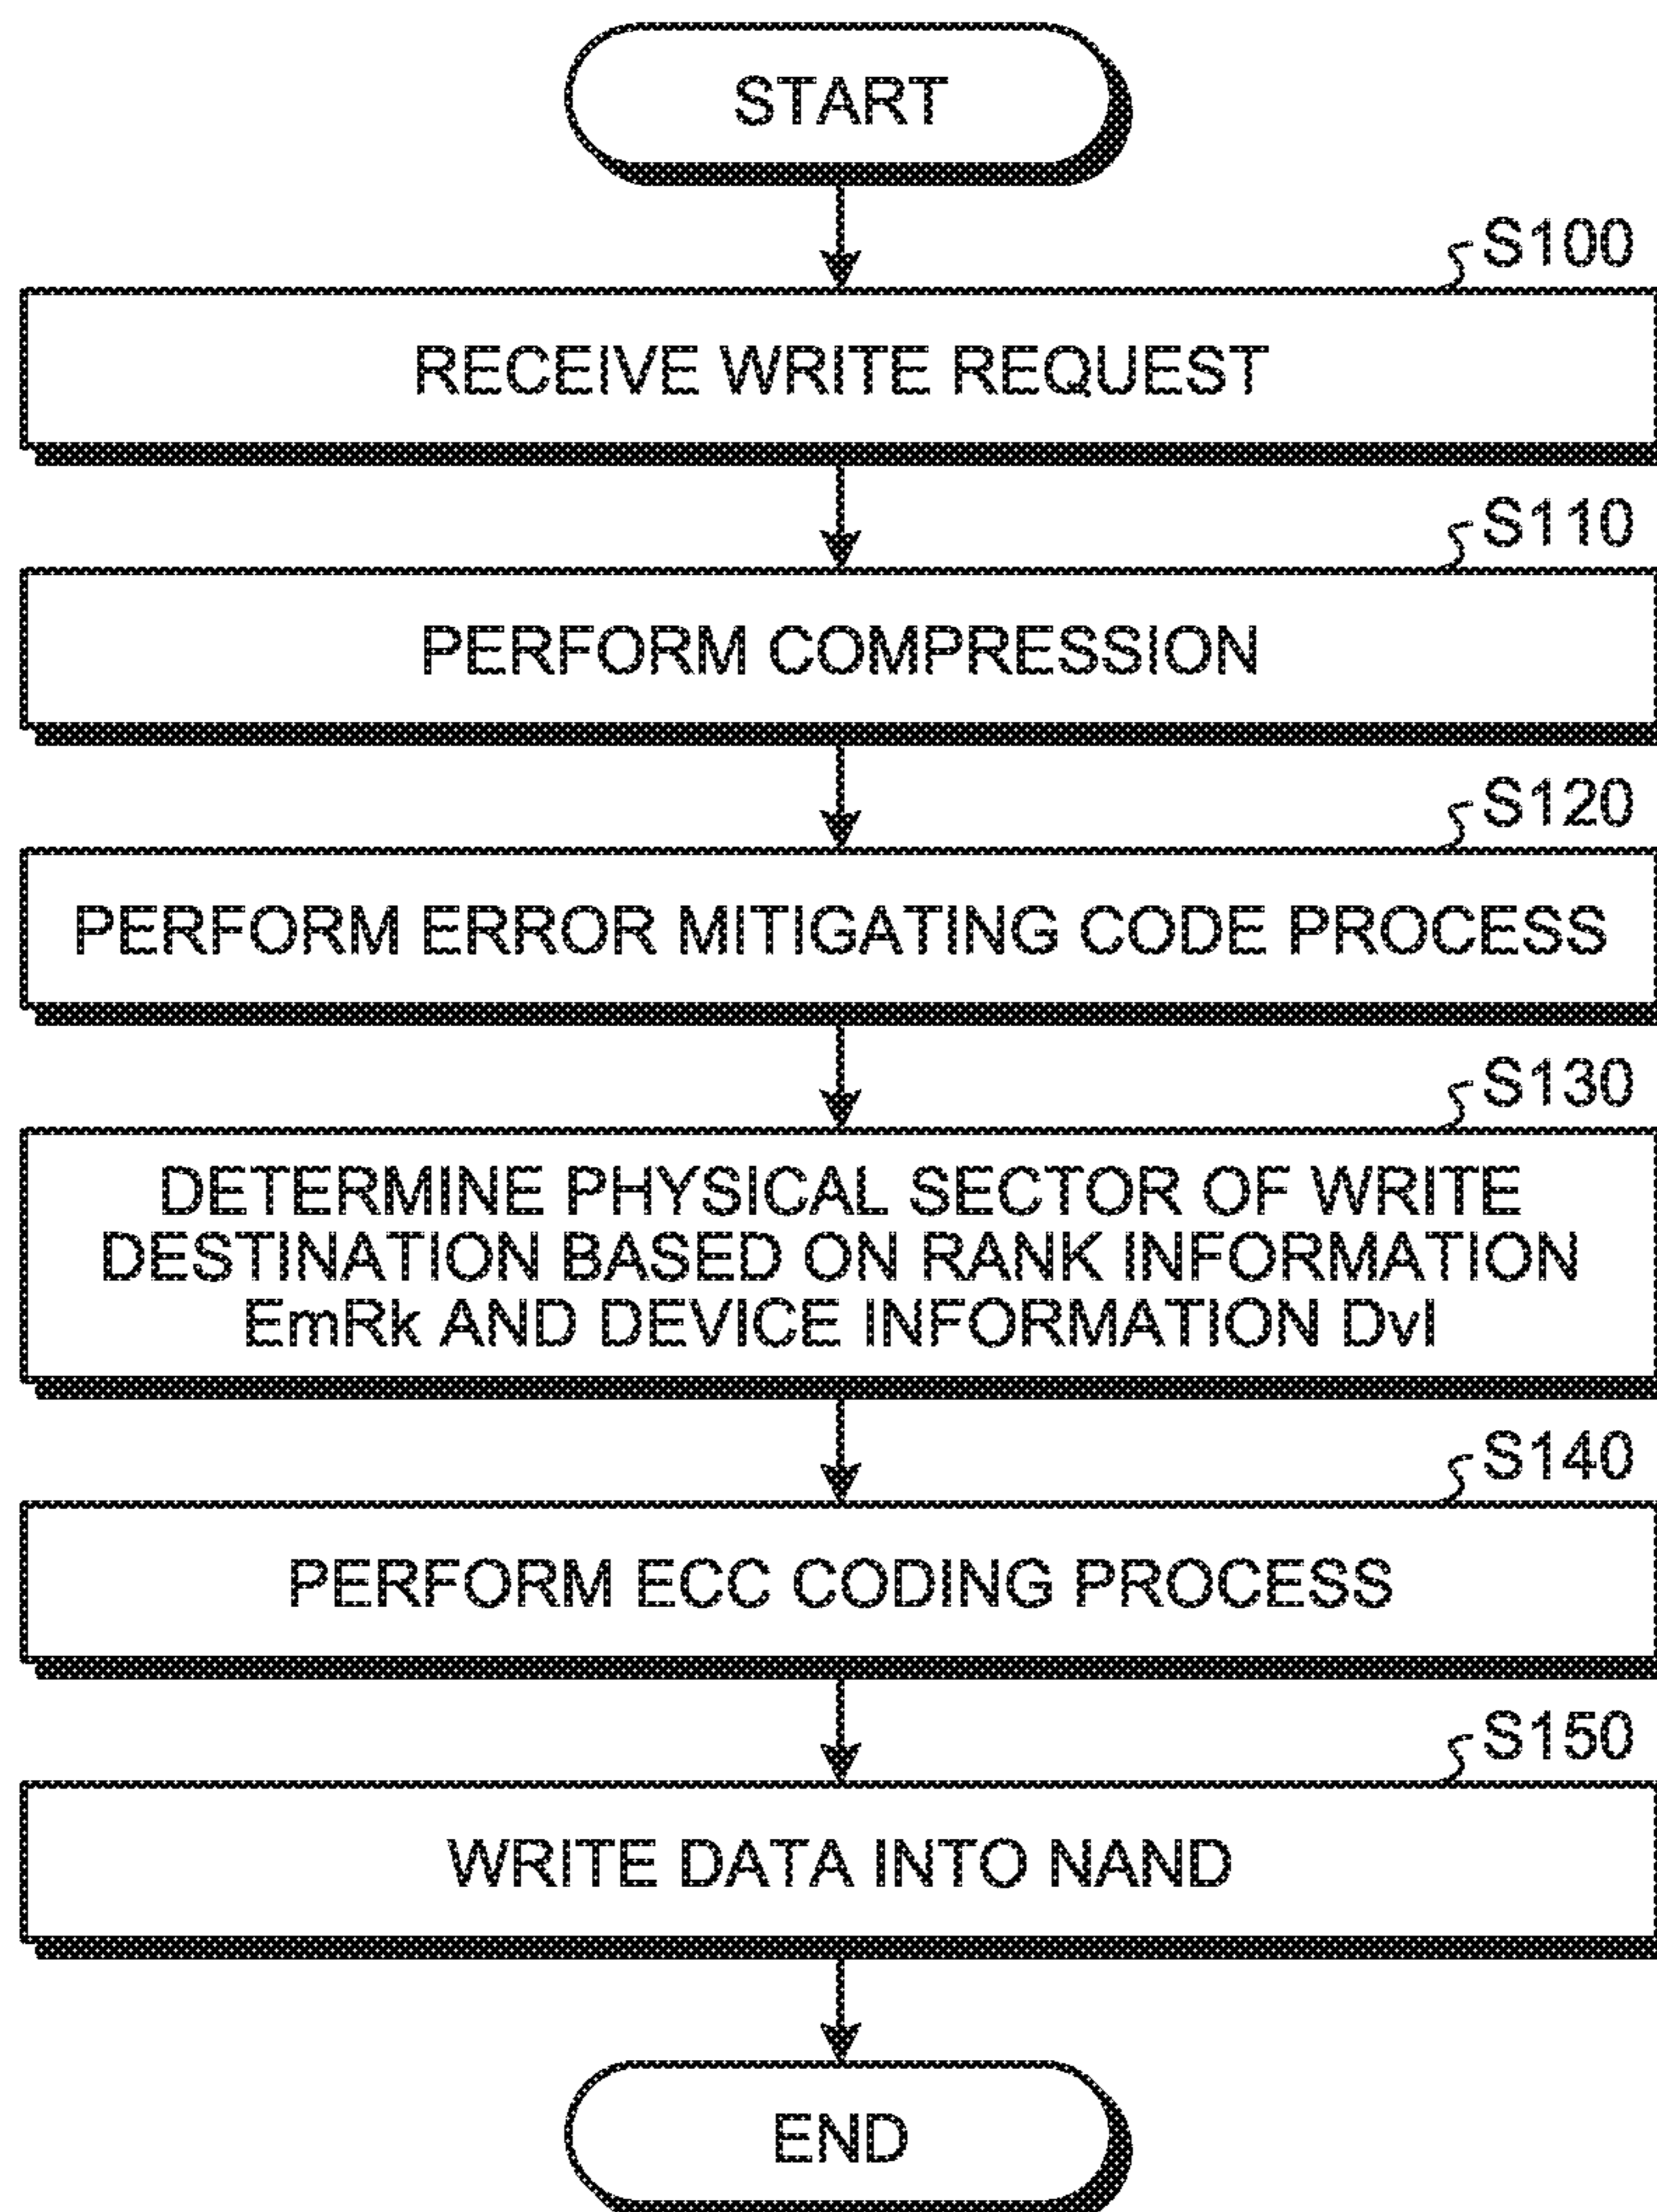 START
S100
RECEIVE WRITE REQUEST
S110
PERFORM COMPRESSION
S120
PERFORM ERROR MITIGATING CODE PROCESS
S130
DETERMINE PHYSICAL SECTOR OF WRITE
DESTINATION BASED ON RANK INFORMATION
EmRk AND DEVICE INFORMATION DvI
S140
PERFORM ECC CODING PROCESS
S150
WRITE DATA INTO NAND
END